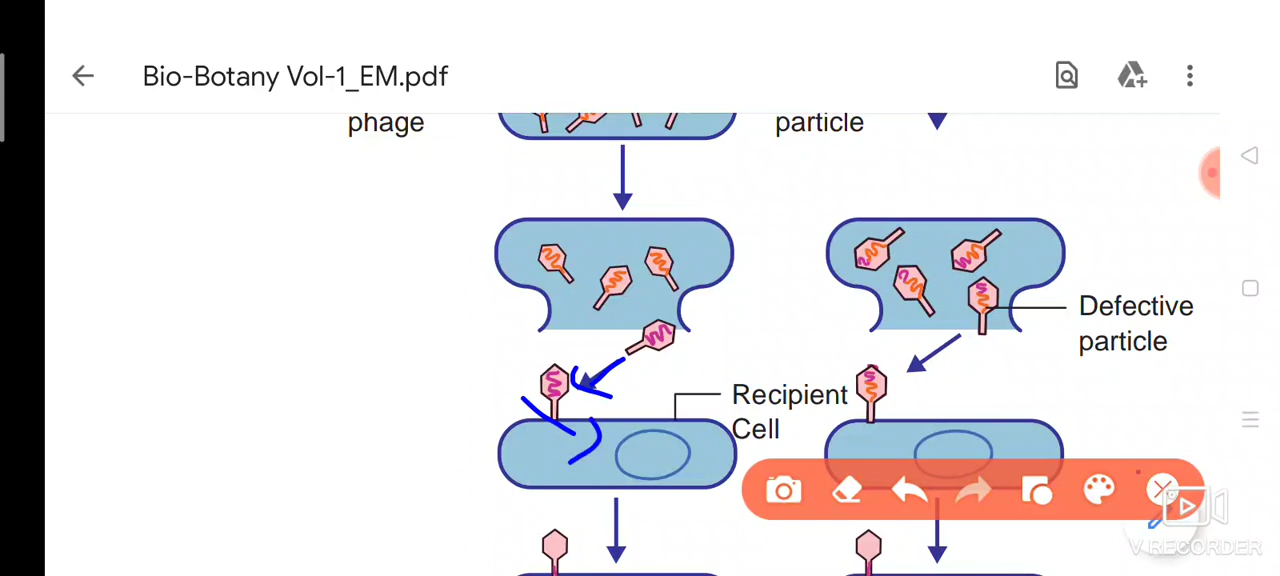 Bio-Botany Vol-1_EM.pdf
phage
particle
Defective
particle
Recipient
Cell
V RECORDER